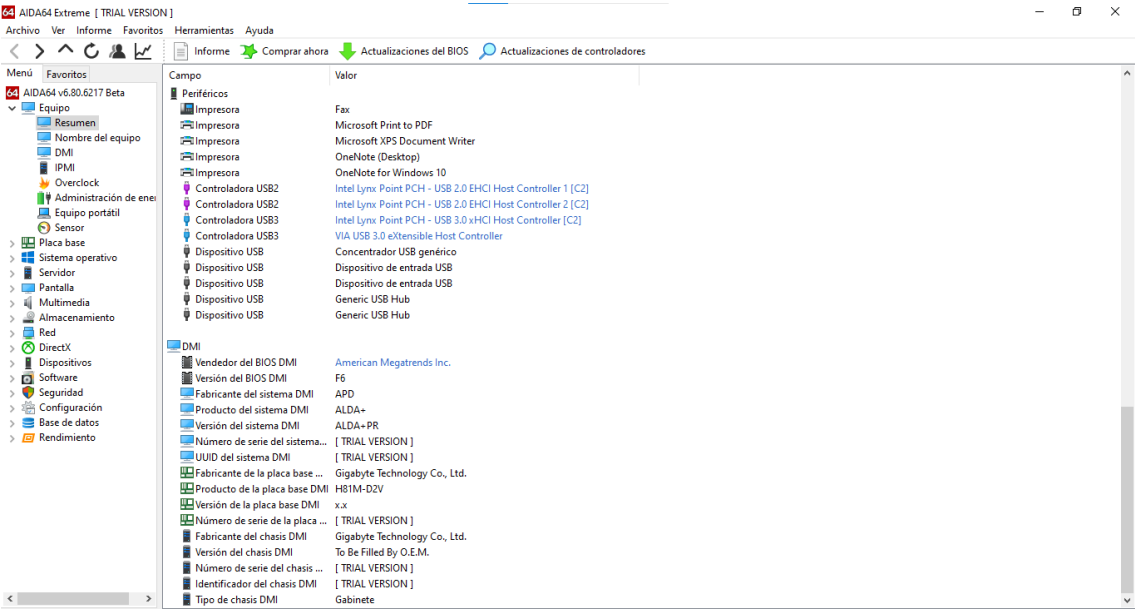 64 AIDA64 Extreme [ TRIAL VERSION ]
Archivo Ver Informe Favoritos Herramientas Ayuda
Informe Comprar ahora Actualizaciones del BIOS Actualizaciones de controladores
Menú Favoritos
64 AIDA64 v6.80.6217 Beta
Equipo
Resumen
Nombre del equipo
DMI
IPMI
Overclock
Administración de ener
Equipo portátil
Sensor
Placa base
Sistema operativo
Servidor
Pantalla
Multimedia
Almacenamiento
Red
DirectX
Dispositivos
Software
Seguridad
Configuración
Base de datos
Rendimiento
Campo Valor
Periféricos
Impresora Fax
Impresora Microsoft Print to PDF
Impresora Microsoft XPS Document Writer
Impresora OneNote (Desktop)
Impresora OneNote for Windows 10
Controladora USB2 Intel Lynx Point PCH - USB 2.0 EHCI Host Controller 1 [C2]
Controladora USB2 Intel Lynx Point PCH - USB 2.0 EHCI Host Controller 2 [C2]
Controladora USB3 Intel Lynx Point PCH - USB 3.0 xHCI Host Controller [C2]
Controladora USB3 VIA USB 3.0 eXtensible Host Controller
Dispositivo USB Concentrador USB genérico
Dispositivo USB Dispositivo de entrada USB
Dispositivo USB Dispositivo de entrada USB
Dispositivo USB Generic USB Hub
Dispositivo USB Generic USB Hub
DMI
Vendedor del BIOS DMI American Megatrends Inc.
Versión del BIOS DMI F6
Fabricante del sistema DMI APD
Producto del sistema DMI ALDA+
Versión del sistema DMI ALDA+PR
Número de serie del sistema... [ TRIAL VERSION ]
UUID del sistema DMI [ TRIAL VERSION ]
Fabricante de la placa base ... Gigabyte Technology Co., Ltd.
Producto de la placa base DMI H81M-D2V
Versión de la placa base DMI x.x
Número de serie de la placa ... [ TRIAL VERSION ]
Fabricante del chasis DMI Gigabyte Technology Co., Ltd.
Versión del chasis DMI To Be Filled By O.E.M.
Número de serie del chasis ... [ TRIAL VERSION ]
Identificador del chasis DMI [ TRIAL VERSION ]
Tipo de chasis DMI Gabinete